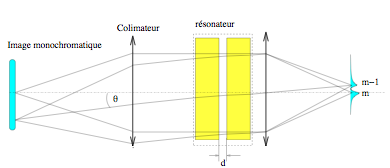 Colimateur
résonateur
Image monochromatique
θ
m-1
m
d